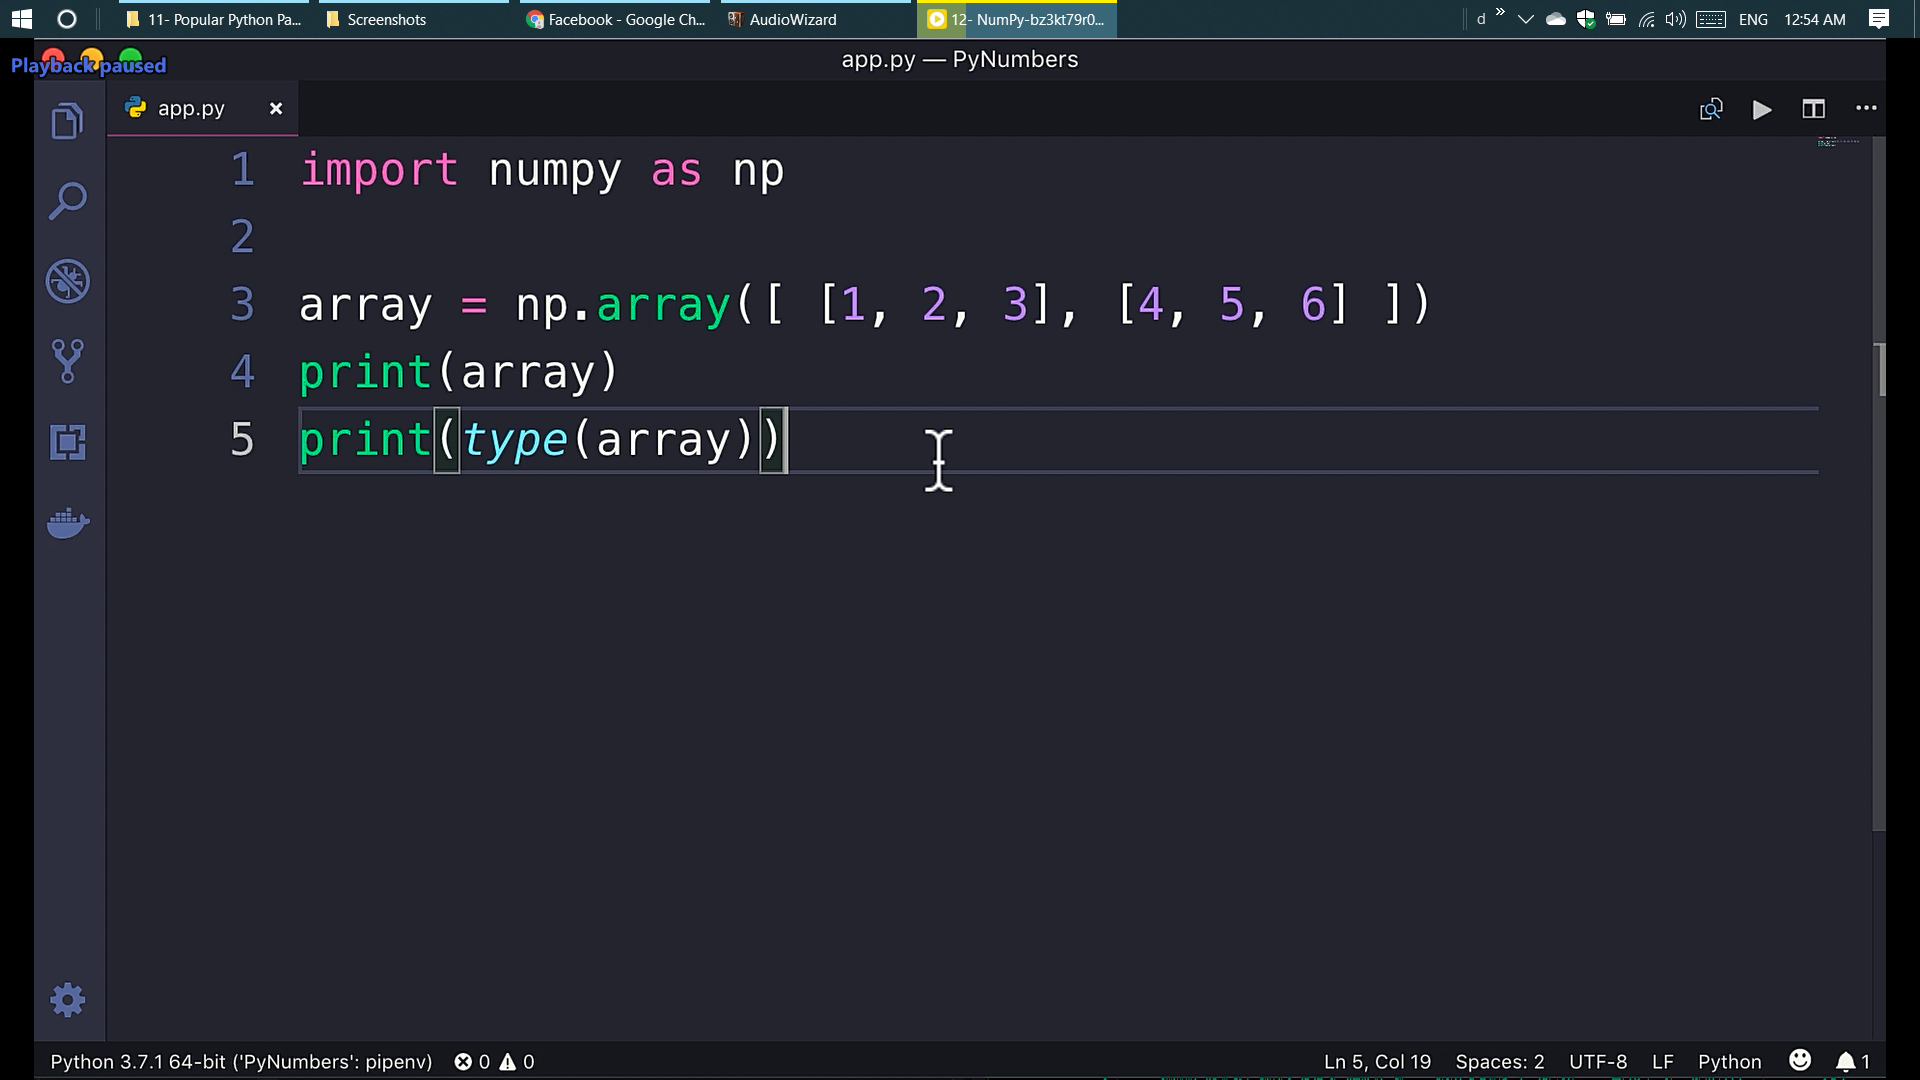 11- Popular Python Pa...
Screenshots
Facebook - Google Ch...
AudioWizard
12- NumPy-bz3kt79r0...
d »
ENG
12:54 AM
Playback paused
app.py — PyNumbers
app.py ×
1 import numpy as np
2
3 array = np.array([ [1, 2, 3], [4, 5, 6] ])
4 print(array)
5 print(type(array))
Python 3.7.1 64-bit ('PyNumbers': pipenv) 0 0
Ln 5, Col 19 Spaces: 2 UTF-8 LF Python 1